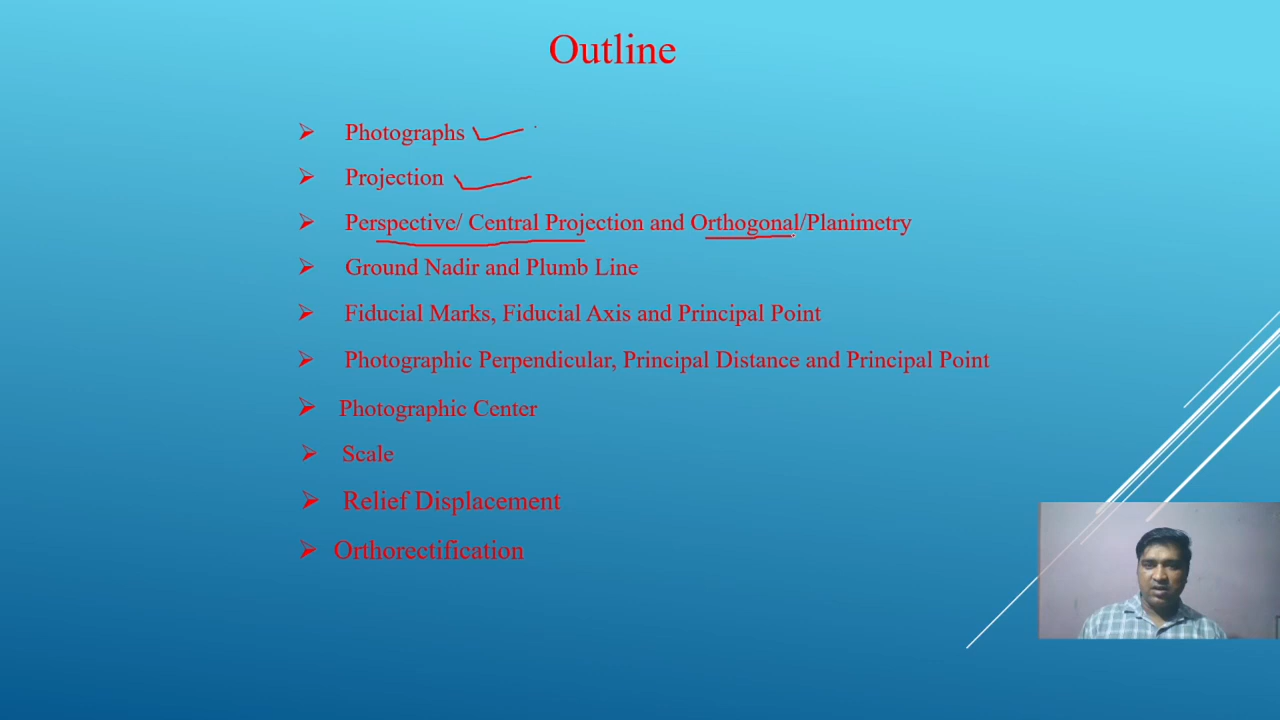 Outline
Photographs
Projection
Perspective/ Central Projection and Orthogonal/Planimetry
Ground Nadir and Plumb Line
Fiducial Marks, Fiducial Axis and Principal Point
Photographic Perpendicular, Principal Distance and Principal Point
Photographic Center
Scale
Relief Displacement
Orthorectification